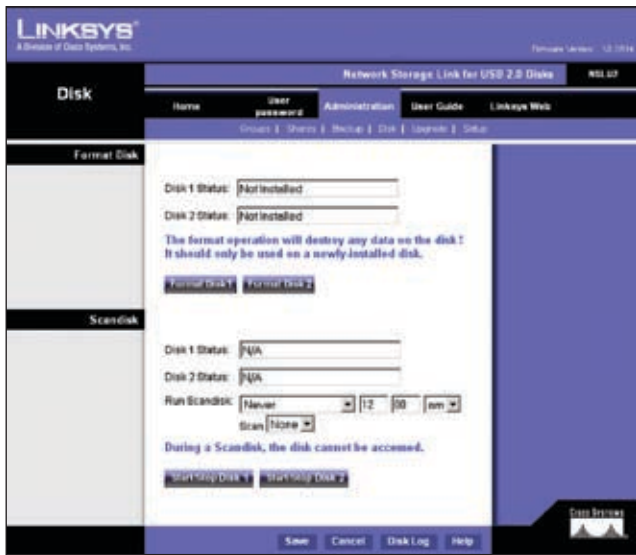 LINKSYS®
A Division of Cisco Systems, Inc.
Firmware Version:
Network Storage Link for USB 2.0 Disks
NSLU2
Disk
Home
User password
Administration
User Guide
Linksys Web
Groups | Shares | Backup | Disk | Upgrade | Setup
Format Disk
Disk 1 Status: Not Installed
Disk 2 Status: Not Installed
The format operation will destroy any data on the disk!
It should only be used on a newly-installed disk.
Format Disk 1 Format Disk 2
Scandisk
Disk 1 Status: N/A
Disk 2 Status: N/A
Run Scandisk: Never 12 00
Scan None
During a Scandisk, the disk cannot be accessed.
Start/Stop Disk 1 Start/Stop Disk 2
Cisco Systems
Save Cancel Disk Log Help